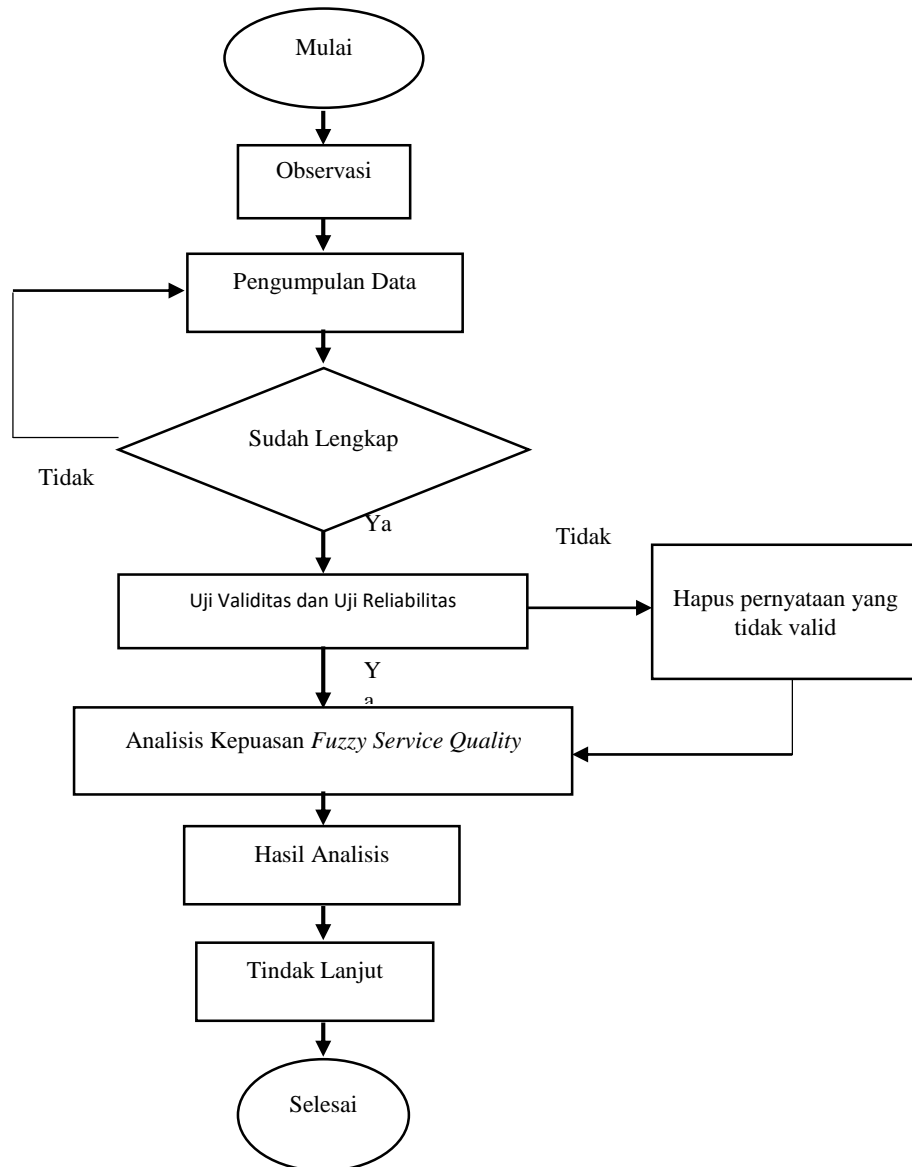 Mulai
Observasi
Pengumpulan Data
Sudah Lengkap
Tidak
Ya
Tidak
Uji Validitas dan Uji Reliabilitas
Hapus pernyataan yang
tidak valid
Y
a
Analisis Kepuasan Fuzzy Service Quality
Hasil Analisis
Tindak Lanjut
Selesai